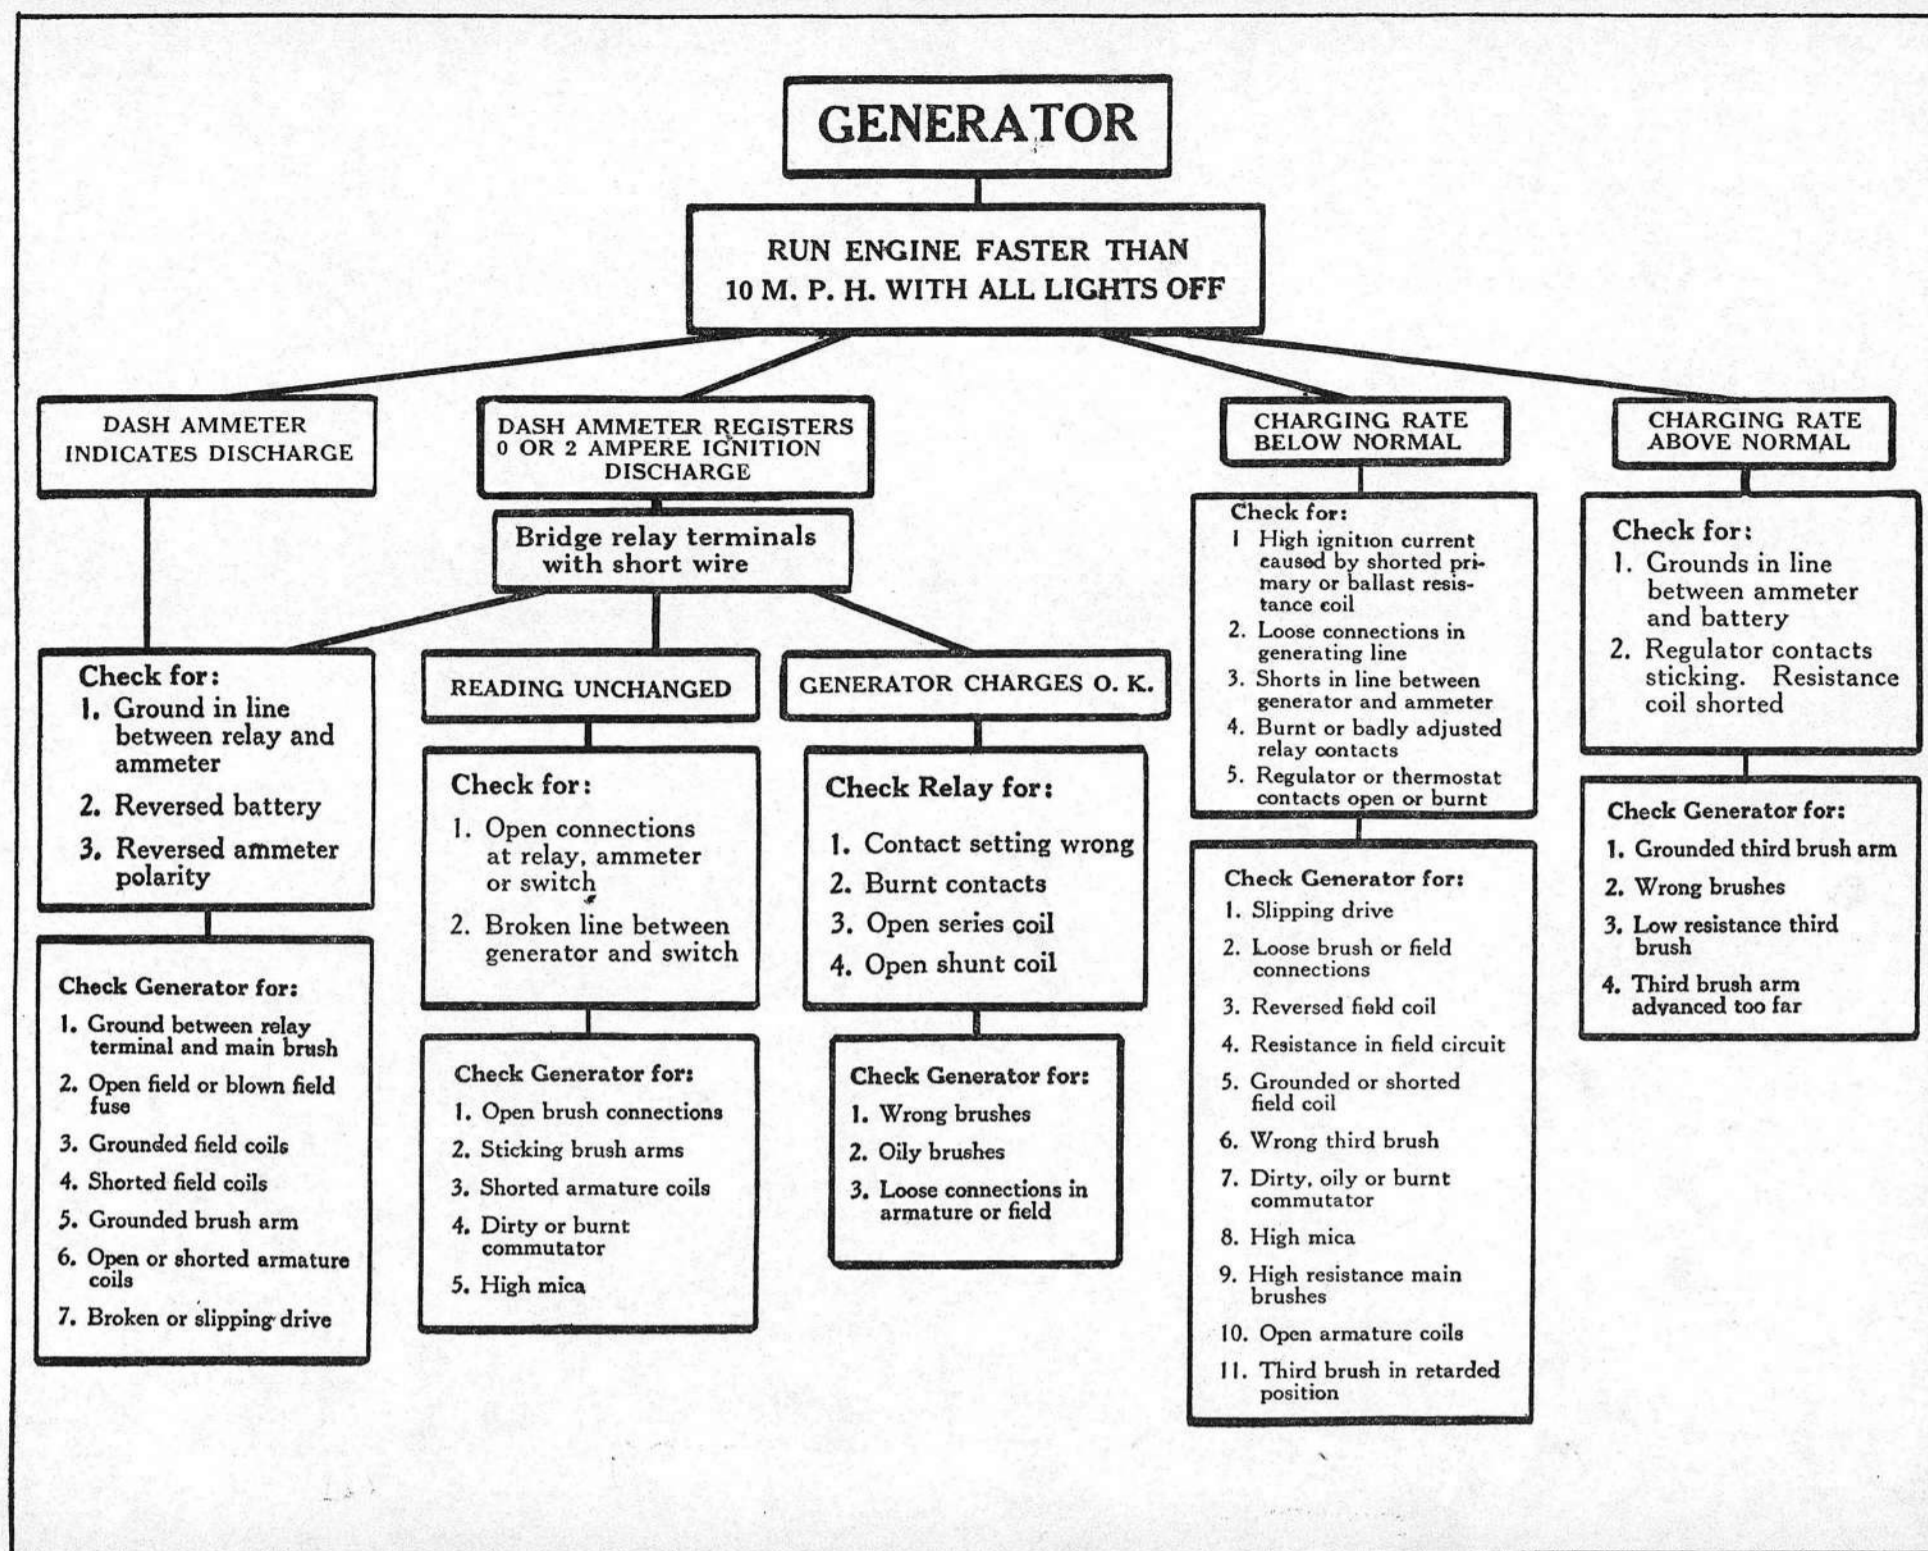 GENERATOR
RUN ENGINE FASTER THAN
10 M. P. H. WITH ALL LIGHTS OFF
DASH AMMETER
INDICATES DISCHARGE
DASH AMMETER REGISTERS
0 OR 2 AMPERE IGNITION
DISCHARGE
CHARGING RATE
BELOW NORMAL
CHARGING RATE
ABOVE NORMAL
Bridge relay terminals
with short wire
Check for:
1. Ground in line
between relay and
ammeter
2. Reversed battery
3. Reversed ammeter
polarity
Check Generator for:
1. Ground between relay
terminal and main brush
2. Open field or blown field
fuse
3. Grounded field coils
4. Shorted field coils
5. Grounded brush arm
6. Open or shorted armature
coils
7. Broken or slipping drive
READING UNCHANGED
Check for:
1. Open connections
at relay, ammeter
or switch
2. Broken line between
generator and switch
Check Generator for:
1. Open brush connections
2. Sticking brush arms
3. Shorted armature coils
4. Dirty or burnt
commutator
5. High mica
GENERATOR CHARGES O. K.
Check Relay for:
1. Contact setting wrong
2. Burnt contacts
3. Open series coil
4. Open shunt coil
Check Generator for:
1. Wrong brushes
2. Oily brushes
3. Loose connections in
armature or field
Check for:
1 High ignition current
caused by shorted pri-
mary or ballast resis-
tance coil
2. Loose connections in
generating line
3. Shorts in line between
generator and ammeter
4. Burnt or badly adjusted
relay contacts
5. Regulator or thermostat
contacts open or burnt
Check Generator for:
1. Slipping drive
2. Loose brush or field
connections
3. Reversed field coil
4. Resistance in field circuit
5. Grounded or shorted
field coil
6. Wrong third brush
7. Dirty, oily or burnt
commutator
8. High mica
9. High resistance main
brushes
10. Open armature coils
11. Third brush in retarded
position
Check for:
1. Grounds in line
between ammeter
and battery
2. Regulator contacts
sticking. Resistance
coil shorted
Check Generator for:
1. Grounded third brush arm
2. Wrong brushes
3. Low resistance third
brush
4. Third brush arm
advanced too far